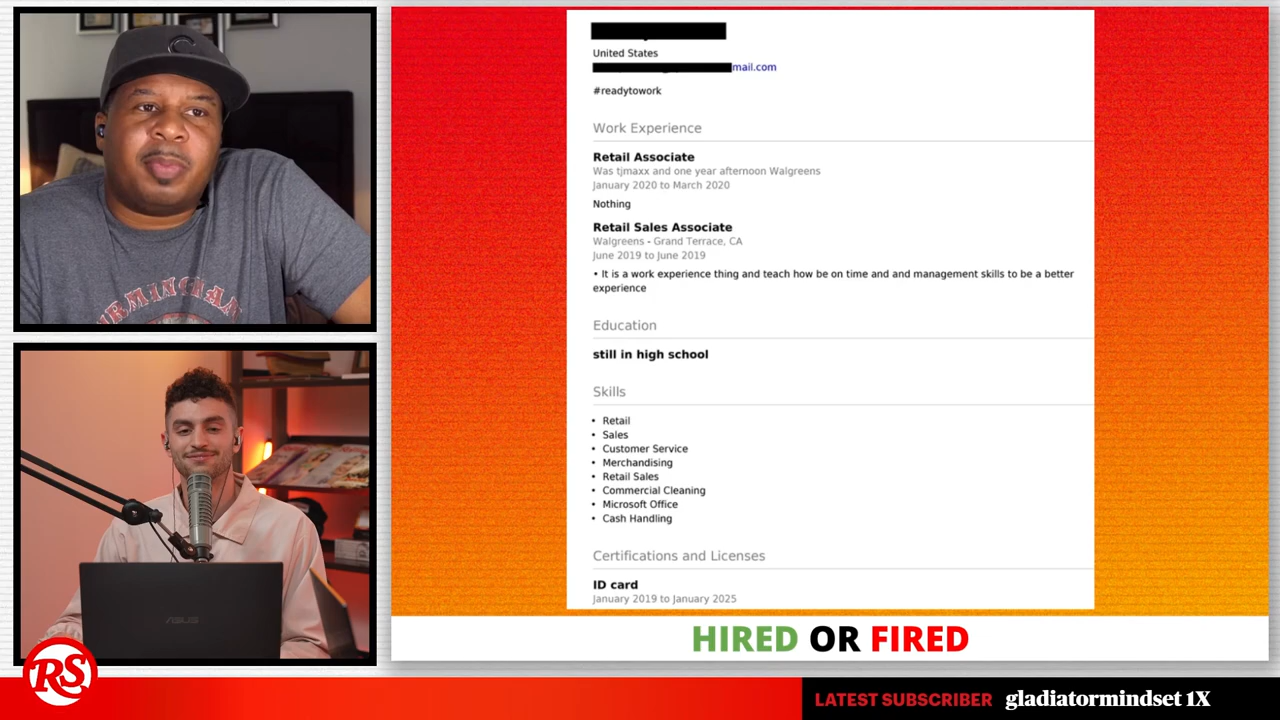 C
BIRMINGHAM
ASUS
United States
mail.com
#readytowork
Work Experience
Retail Associate
Was tjmaxx and one year afternoon Walgreens
January 2020 to March 2020
Nothing
Retail Sales Associate
Walgreens - Grand Terrace, CA
June 2019 to June 2019
• It is a work experience thing and teach how be on time and and management skills to be a better
experience
Education
still in high school
Skills
• Retail
• Sales
• Customer Service
• Merchandising
• Retail Sales
• Commercial Cleaning
• Microsoft Office
• Cash Handling
Certifications and Licenses
ID card
January 2019 to January 2025
HIRED OR FIRED
RS
LATEST SUBSCRIBER gladiatormindset 1X